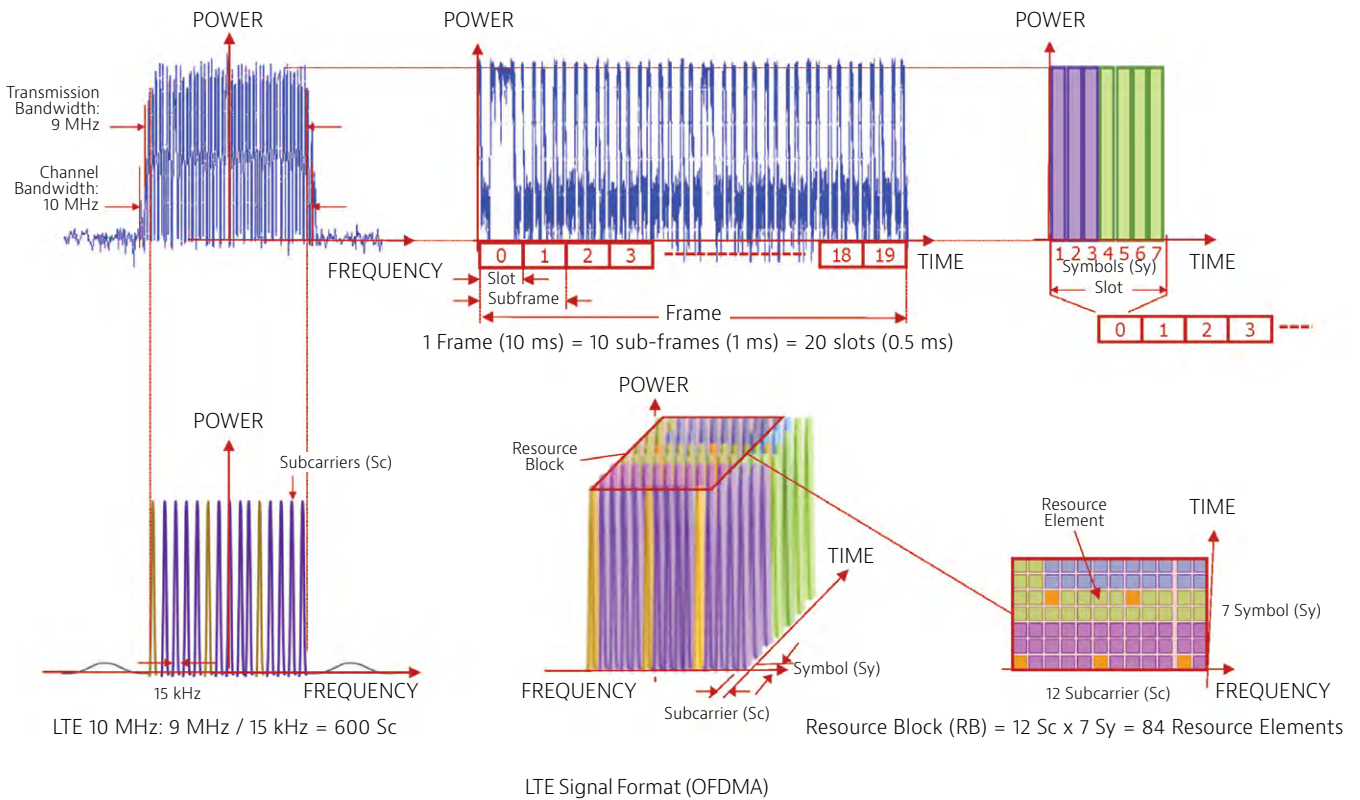 POWER
Transmission
Bandwidth:
9 MHz
Channel
Bandwidth:
10 MHz
FREQUENCY
POWER
0 1 2 3 18 19
TIME
Slot
Subframe
Frame
1 Frame (10 ms) = 10 sub-frames (1 ms) = 20 slots (0.5 ms)
POWER
1 2 3 4 5 6 7
TIME
Symbols (Sy)
Slot
0 1 2 3
POWER
Subcarriers (Sc)
15 kHz
FREQUENCY
LTE 10 MHz: 9 MHz / 15 kHz = 600 Sc
POWER
Resource
Block
TIME
Symbol (Sy)
FREQUENCY
Subcarrier (Sc)
Resource
Element
TIME
7 Symbol (Sy)
12 Subcarrier (Sc)
FREQUENCY
Resource Block (RB) = 12 Sc x 7 Sy = 84 Resource Elements
LTE Signal Format (OFDMA)